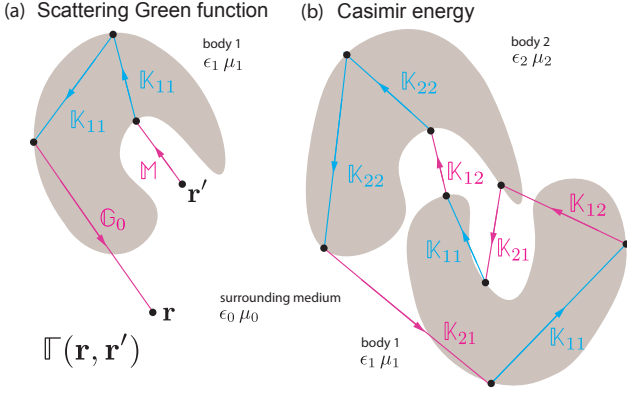 (a) Scattering Green function
body 1
ϵ₁ μ₁
𝕂₁₁
𝕂₁₁
𝕄
r′
𝔾₀
r
𝕋(r, r′)
surrounding medium
ϵ₀ μ₀
(b) Casimir energy
body 2
ϵ₂ μ₂
𝕂₂₂
𝕂₂₂
𝕂₁₂
𝕂₁₂
𝕂₁₁
𝕂₂₁
𝕂₂₁
𝕂₁₁
body 1
ϵ₁ μ₁